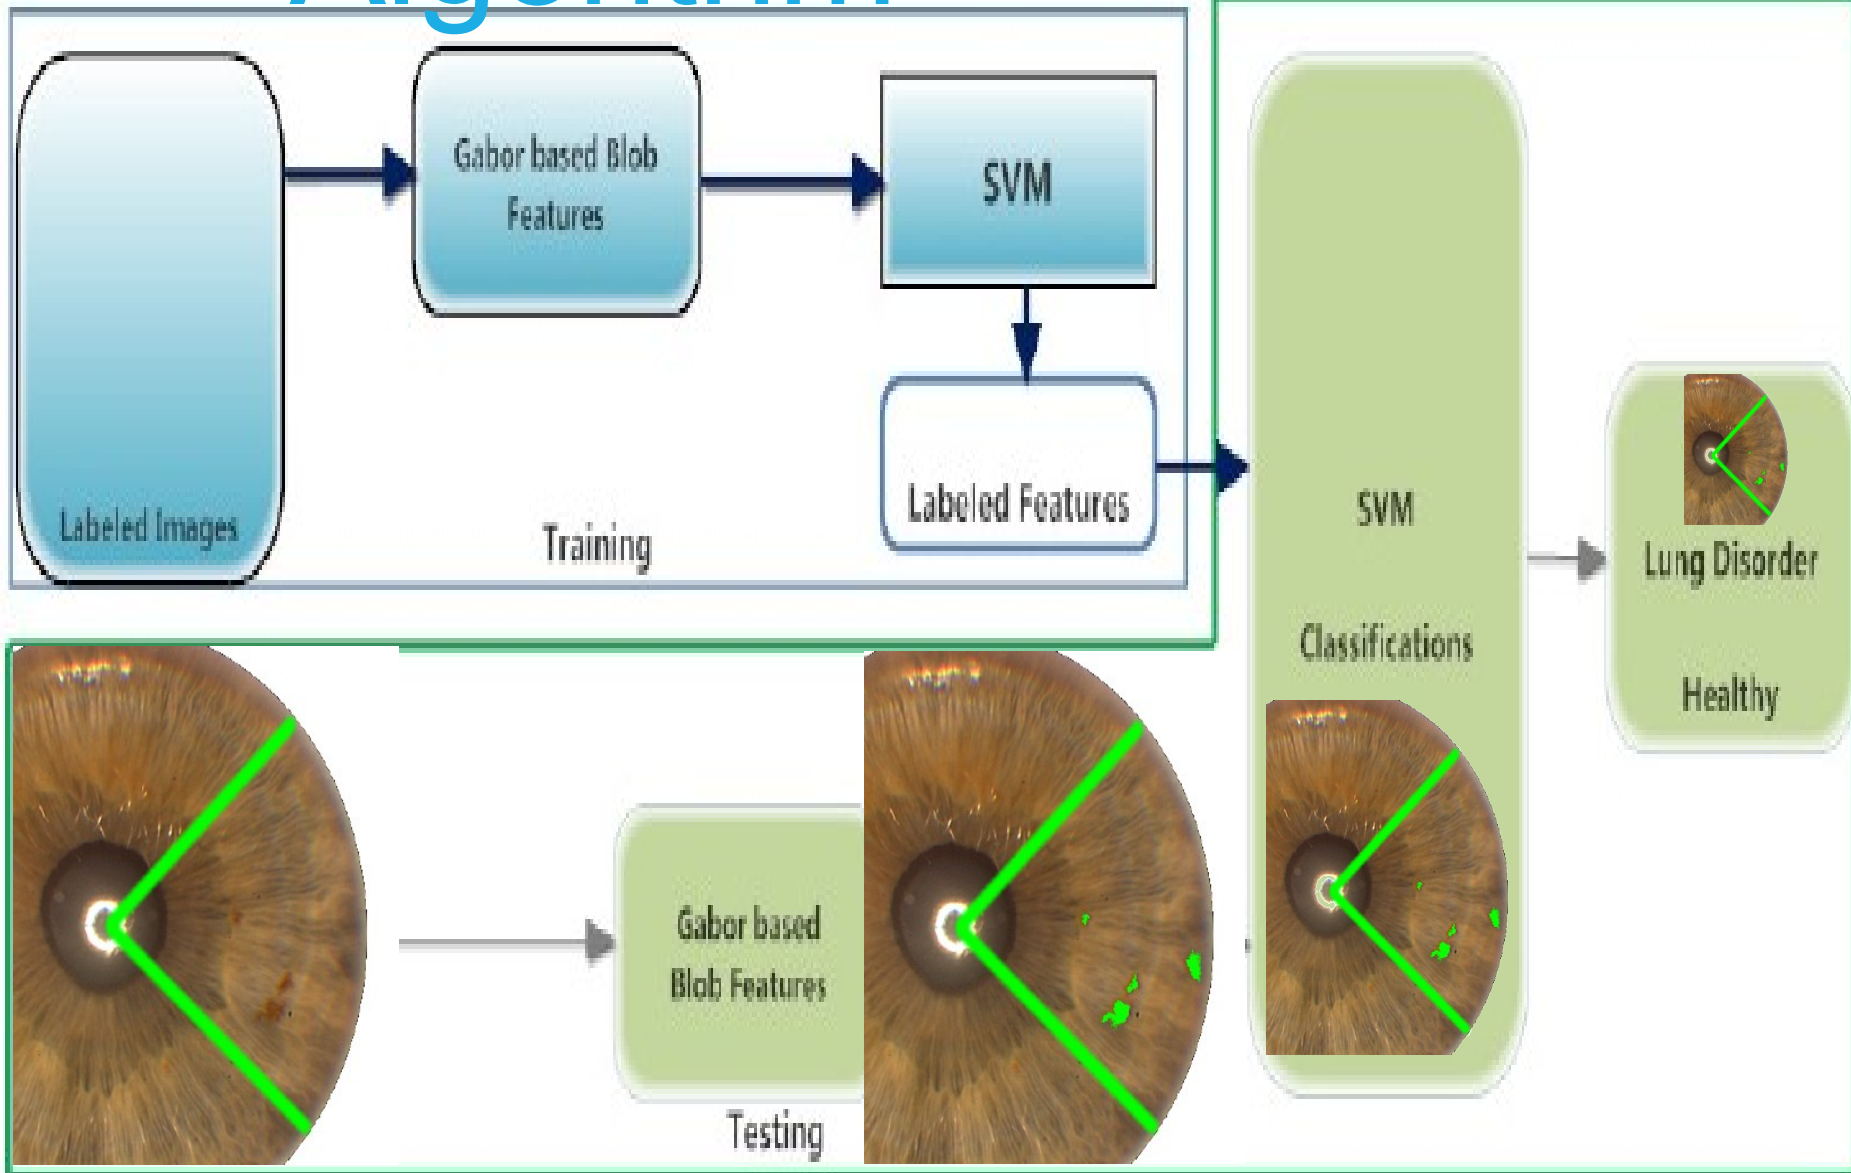 Algorithm
Gabor based Blob
Features
SVM
Labeled Images
Training
Labeled Features
SVM
Classifications
Lung Disorder
Healthy
Gabor based
Blob Features
Testing